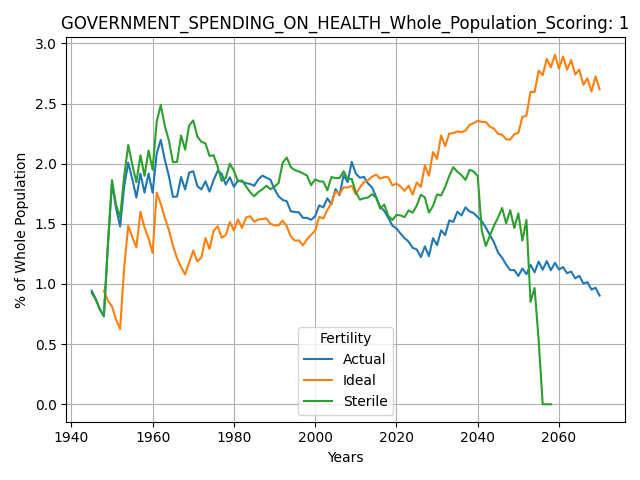 GOVERNMENT_SPENDING_ON_HEALTH_Whole_Population_Scoring: 1
3.0
2.5
2.0
1.5
1.0
0.5
0.0
% of Whole Population
Fertility
Actual
Ideal
Sterile
1940 1960 1980 2000 2020 2040 2060
Years